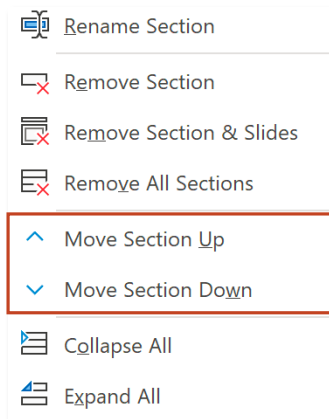 Rename Section
Remove Section
Remove Section & Slides
Remove All Sections
Move Section Up
Move Section Down
Collapse All
Expand All